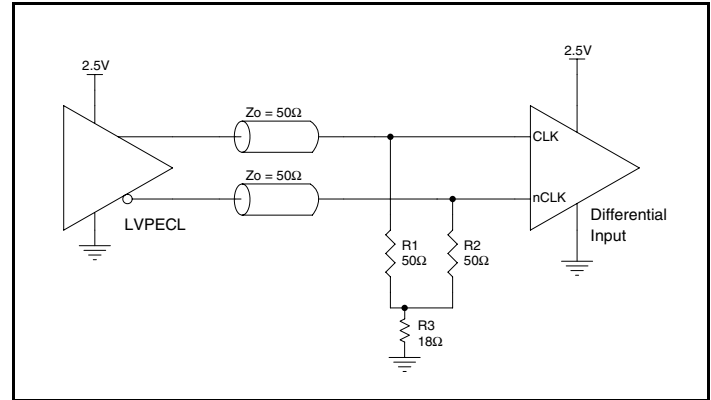 2.5V
2.5V
Zo = 50Ω
CLK
Zo = 50Ω
nCLK
LVPECL
Differential
Input
R1
50Ω
R2
50Ω
R3
18Ω